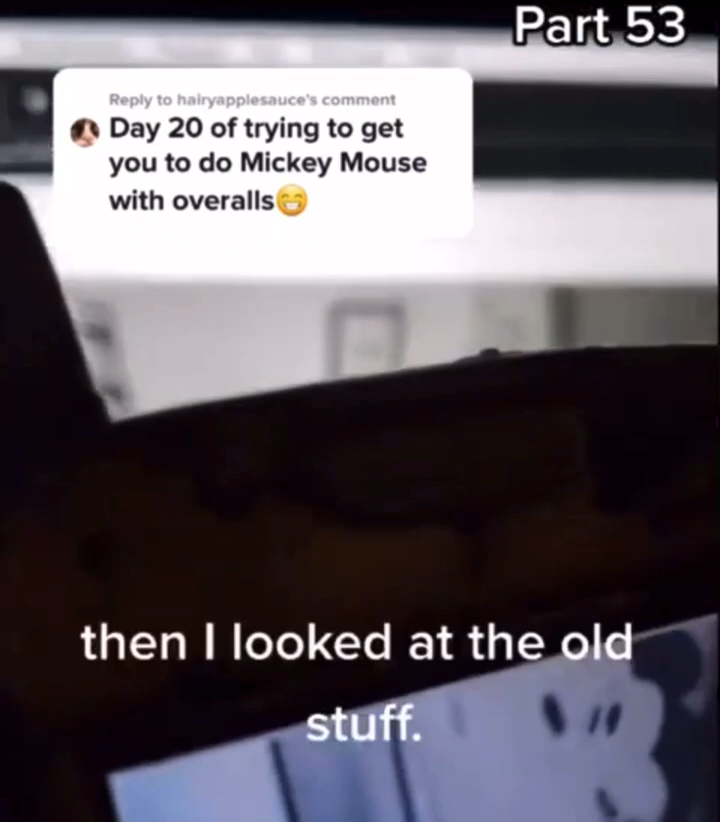 Part 53
Reply to hairyapplesauce's comment
Day 20 of trying to get
you to do Mickey Mouse
with overalls😁
then I looked at the old
stuff.